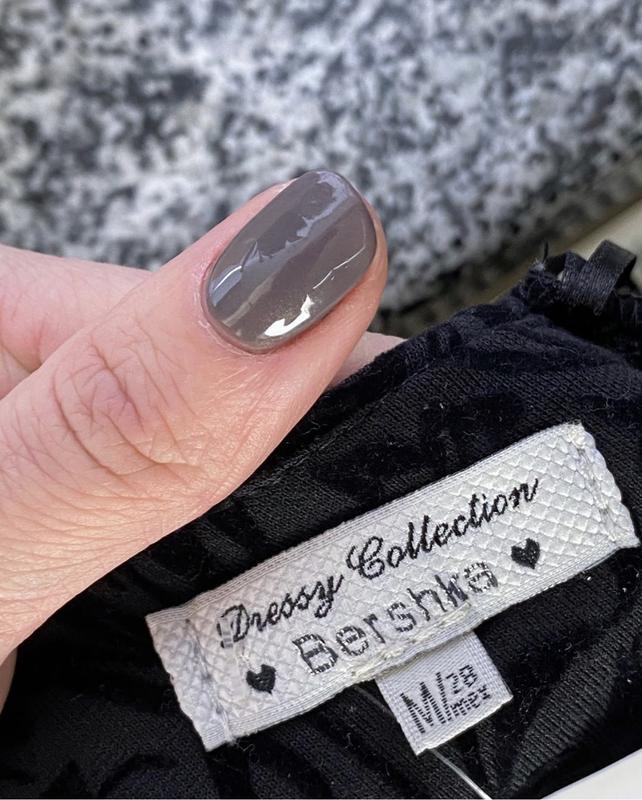 Dressy Collection
Bershka
M/28
mex